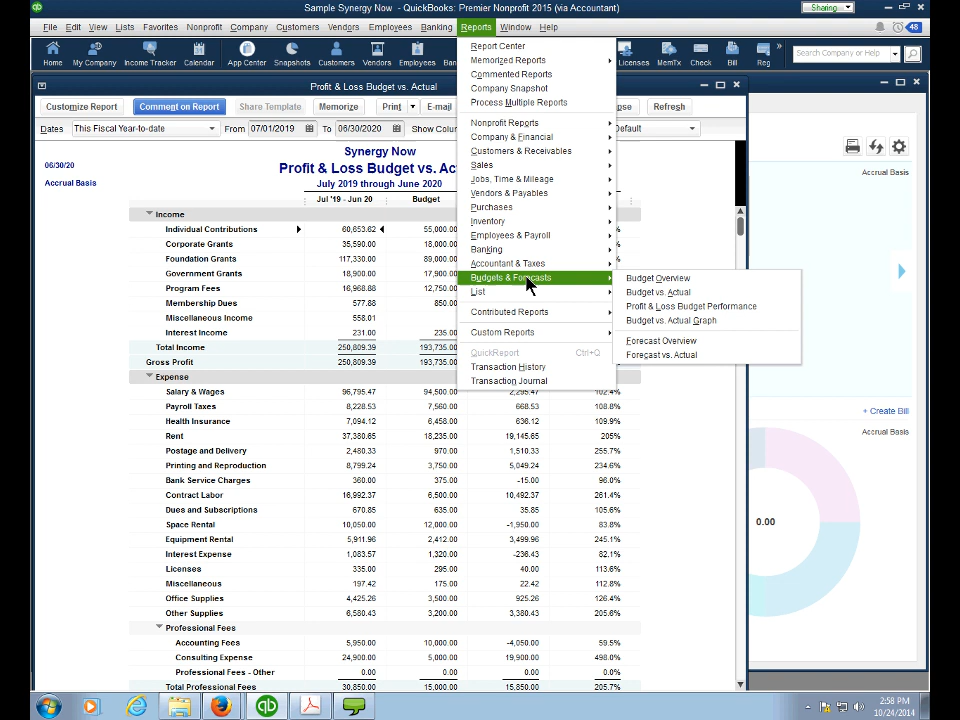 Sample Synergy Now - QuickBooks: Premier Nonprofit 2015 (via Accountant)
Sharing
File Edit View Lists Favorites Nonprofit Company Customers Vendors Employees Banking Reports Window Help
48
Home My Company Income Tracker Calendar App Center Snapshots Customers Vendors Employees Licenses MemTx Check Bill Reg
Search Company or Help
Profit & Loss Budget vs. Actual
Customize Report Comment on Report Share Template Memorize Print E-mail Refresh
Dates This Fiscal Year-to-date From 07/01/2019 To 06/30/2020 Show Default
Synergy Now
06/30/20
Accrual Basis
July 2019 through June 2020
Jul '19 - Jun 20 Budget
Income
Individual Contributions 60,653.62 55,000.00
Corporate Grants 35,590.00 18,000.00
Foundation Grants 117,330.00 89,000.00
Government Grants 18,900.00 17,900.00
Program Fees 16,968.88 12,750.00
Membership Dues 577.88 850.00
Miscellaneous Income 558.01
Interest Income 231.00 235.00
Total Income 250,809.39 193,735.00
Gross Profit 250,809.39 193,735.00
Expense
Salary & Wages 96,795.47 94,500.00 2,295.47 102.4%
Payroll Taxes 8,228.53 7,560.00 668.53 108.8%
Health Insurance 7,094.12 6,458.00 636.12 109.9%
Rent 37,380.65 18,235.00 19,145.65 205%
Postage and Delivery 2,480.33 970.00 1,510.33 255.7%
Printing and Reproduction 8,799.24 3,750.00 5,049.24 234.6%
Bank Service Charges 360.00 375.00 -15.00 96.0%
Contract Labor 16,992.37 6,500.00 10,492.37 261.4%
Dues and Subscriptions 670.85 635.00 35.85 105.6%
Space Rental 10,050.00 12,000.00 -1,950.00 83.8%
Equipment Rental 5,911.96 2,412.00 3,499.96 245.1%
Interest Expense 1,083.57 1,320.00 -236.43 82.1%
Licenses 335.00 295.00 40.00 113.6%
Miscellaneous 197.42 175.00 22.42 112.8%
Office Supplies 4,425.26 3,500.00 925.26 126.4%
Other Supplies 6,580.43 3,200.00 3,380.43 205.6%
Professional Fees
Accounting Fees 5,950.00 10,000.00 -4,050.00 59.5%
Consulting Expense 24,900.00 5,000.00 19,900.00 498.0%
Professional Fees - Other 0.00 0.00 0.00 0.0%
Total Professional Fees 30,850.00 15,000.00 15,850.00 205.7%
Report Center
Memorized Reports
Commented Reports
Company Snapshot
Process Multiple Reports
Nonprofit Reports
Company & Financial
Customers & Receivables
Sales
Jobs, Time & Mileage
Vendors & Payables
Purchases
Inventory
Employees & Payroll
Banking
Accountant & Taxes
Budgets & Forecasts
List
Contributed Reports
Custom Reports
QuickReport Ctrl+Q
Transaction History
Transaction Journal
Budget Overview
Budget vs. Actual
Profit & Loss Budget Performance
Budget vs. Actual Graph
Forecast Overview
Forecast vs. Actual
Accrual Basis
+ Create Bill
Accrual Basis
0.00
2:58 PM
10/24/2014